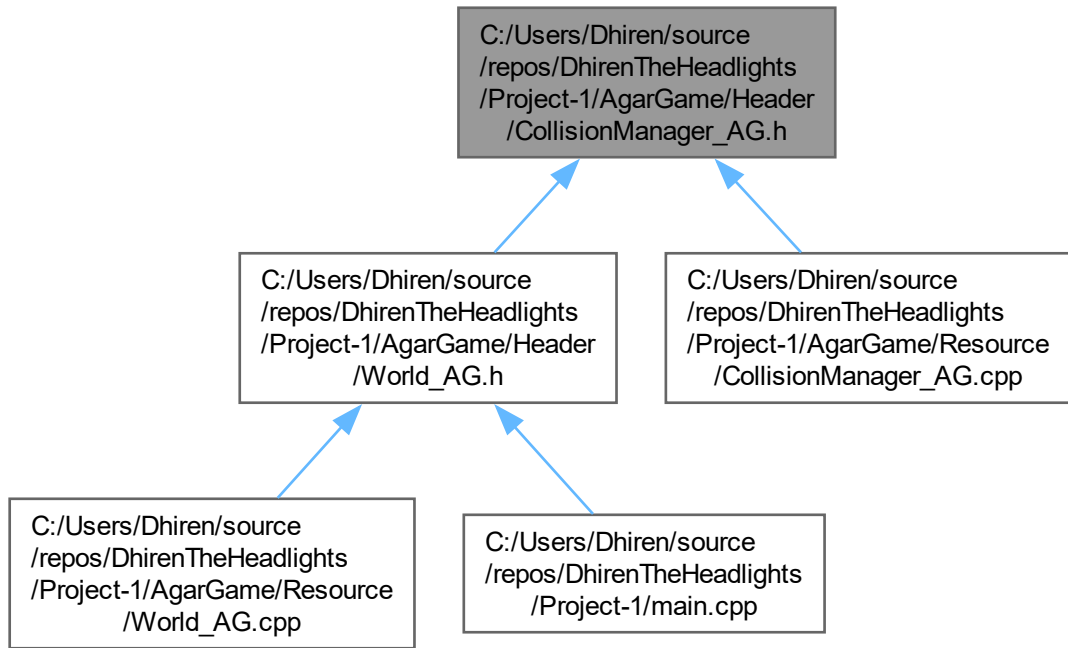 C:/Users/Dhiren/source
/repos/DhirenTheHeadlights
/Project-1/AgarGame/Header
/CollisionManager_AG.h
C:/Users/Dhiren/source
/repos/DhirenTheHeadlights
/Project-1/AgarGame/Header
/World_AG.h
C:/Users/Dhiren/source
/repos/DhirenTheHeadlights
/Project-1/AgarGame/Resource
/CollisionManager_AG.cpp
C:/Users/Dhiren/source
/repos/DhirenTheHeadlights
/Project-1/AgarGame/Resource
/World_AG.cpp
C:/Users/Dhiren/source
/repos/DhirenTheHeadlights
/Project-1/main.cpp